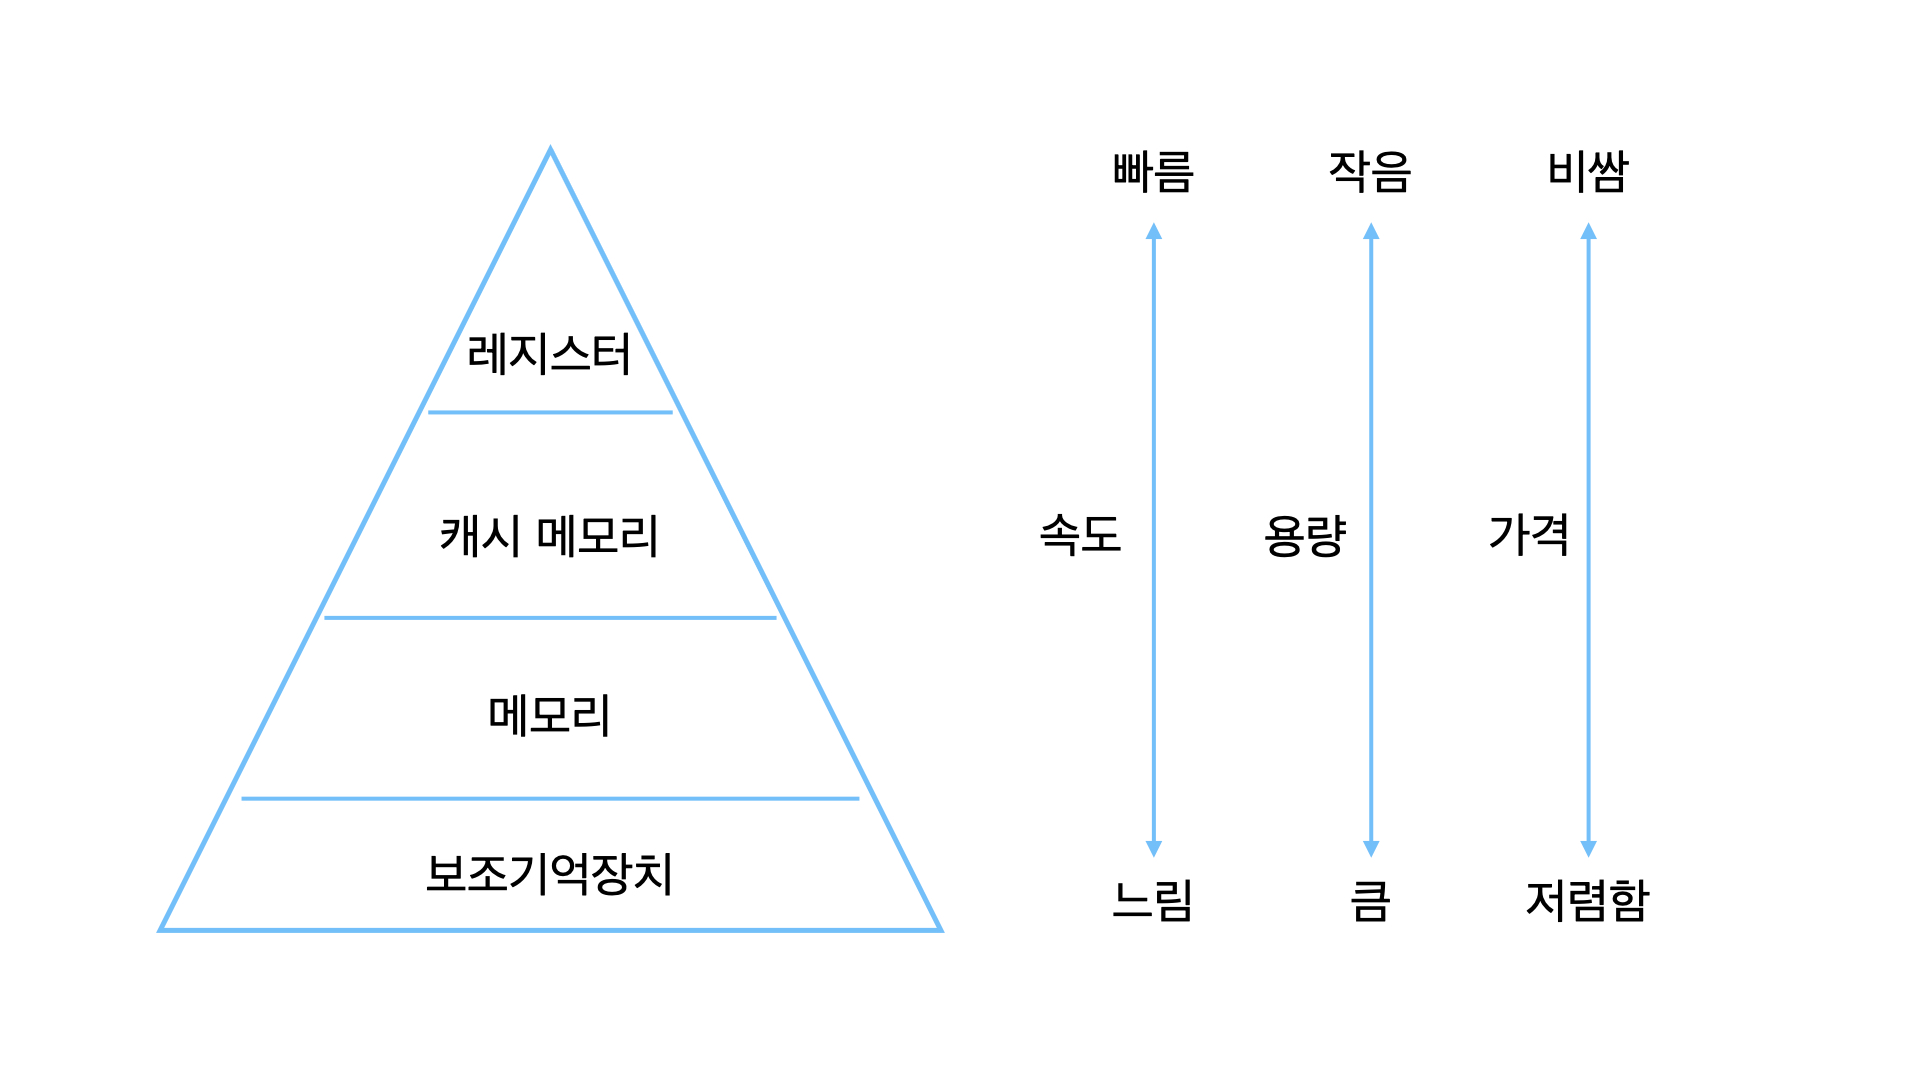 레지스터
캐시 메모리
메모리
보조기억장치
빠름 작음 비쌈
속도 용량 가격
느림 큼 저렴함